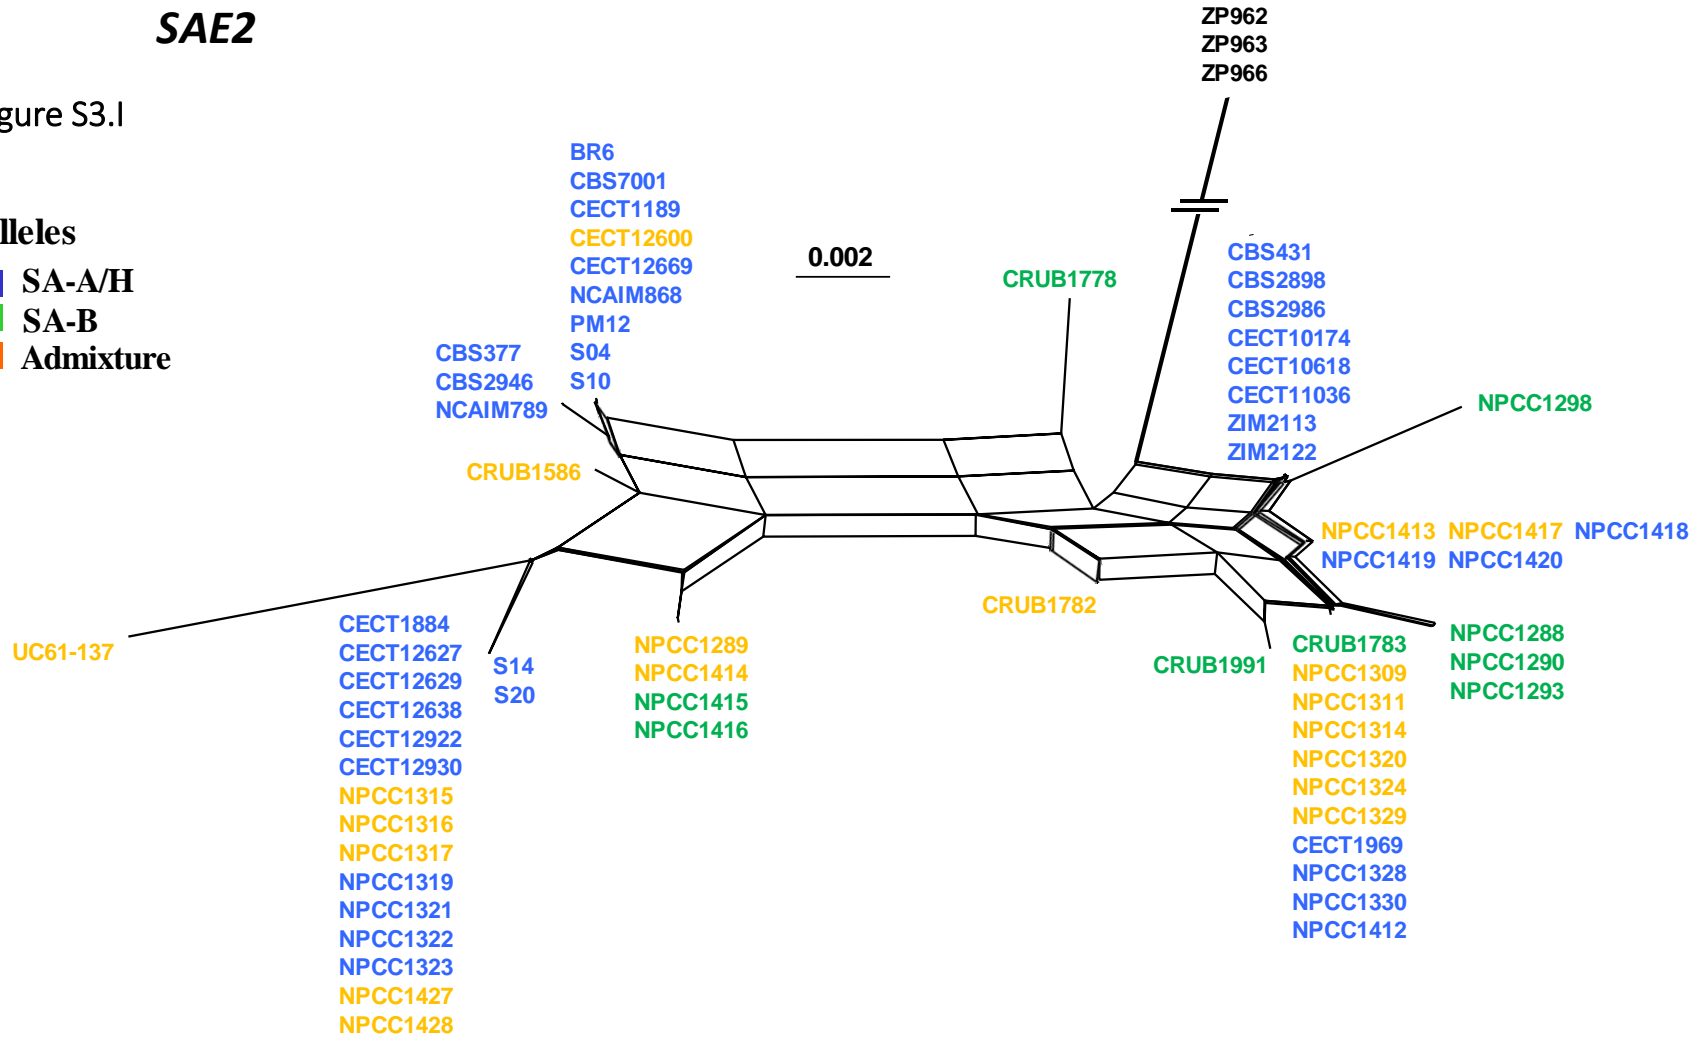 SAE2
gure S3.I
lleles
SA-A/H
SA-B
Admixture
ZP962
ZP963
ZP966
BR6
CBS7001
CECT1189
CECT12600
CECT12669
NCAIM868
PM12
S04
S10
0.002
CRUB1778
CBS431
CBS2898
CBS2986
CECT10174
CECT10618
CECT11036
ZIM2113
ZIM2122
CBS377
CBS2946
NCAIM789
NPCC1298
CRUB1586
NPCC1413 NPCC1417 NPCC1418
NPCC1419 NPCC1420
CRUB1782
UC61-137
CECT1884
CECT12627
CECT12629
CECT12638
CECT12922
CECT12930
NPCC1315
NPCC1316
NPCC1317
NPCC1319
NPCC1321
NPCC1322
NPCC1323
NPCC1427
NPCC1428
S14
S20
NPCC1289
NPCC1414
NPCC1415
NPCC1416
CRUB1991
CRUB1783
NPCC1309
NPCC1311
NPCC1314
NPCC1320
NPCC1324
NPCC1329
CECT1969
NPCC1328
NPCC1330
NPCC1412
NPCC1288
NPCC1290
NPCC1293